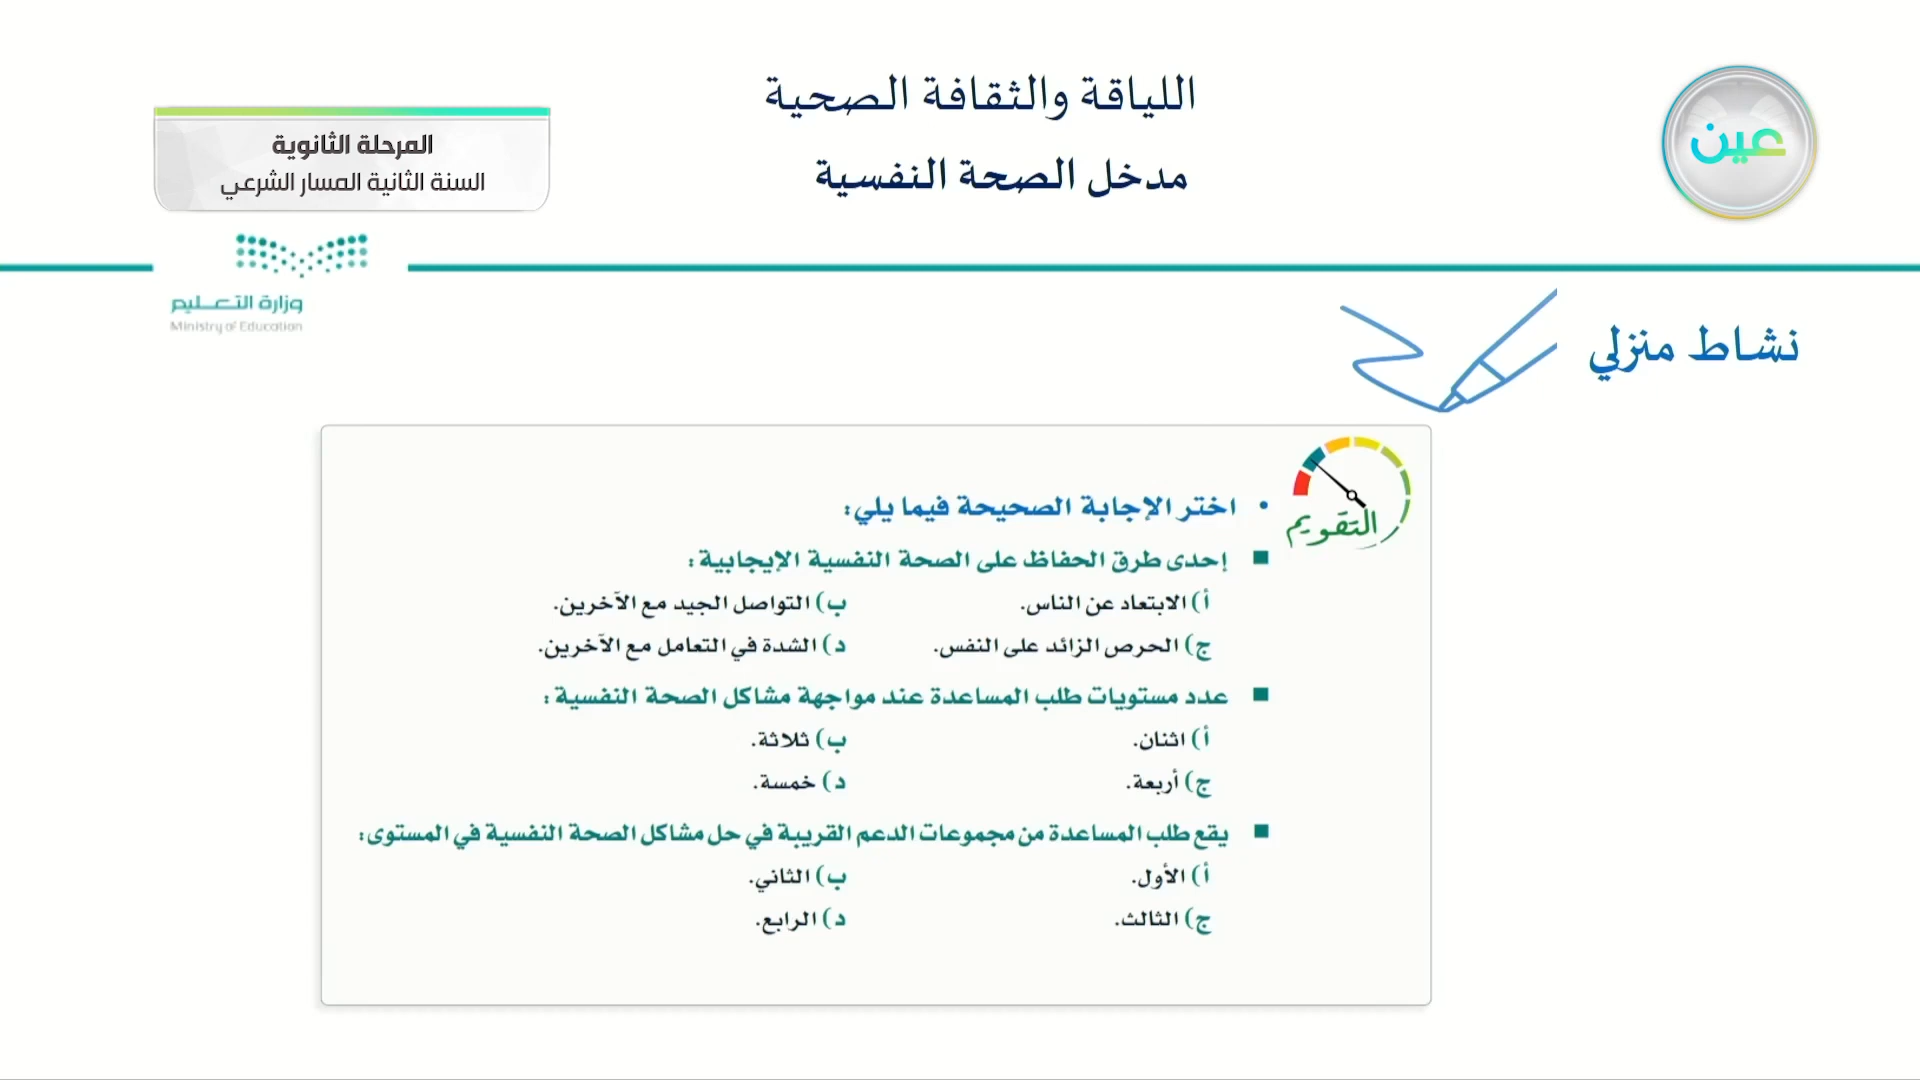 اللياقة والثقافة الصحية
مدخل الصحة النفسية
عين
المرحلة الثانوية
السنة الثانية المسار الشرعي
وزارة التعليم
Ministry of Education
نشاط منزلي
التقويم
• اختر الإجابة الصحيحة فيما يلي:
■ إحدى طرق الحفاظ على الصحة النفسية الإيجابية:
أ) الابتعاد عن الناس. ب) التواصل الجيد مع الآخرين.
ج) الحرص الزائد على النفس. د) الشدة في التعامل مع الآخرين.
■ عدد مستويات طلب المساعدة عند مواجهة مشاكل الصحة النفسية:
أ) اثنان. ب) ثلاثة.
ج) أربعة. د) خمسة.
■ يقع طلب المساعدة من مجموعات الدعم القريبة في حل مشاكل الصحة النفسية في المستوى:
أ) الأول. ب) الثاني.
ج) الثالث. د) الرابع.